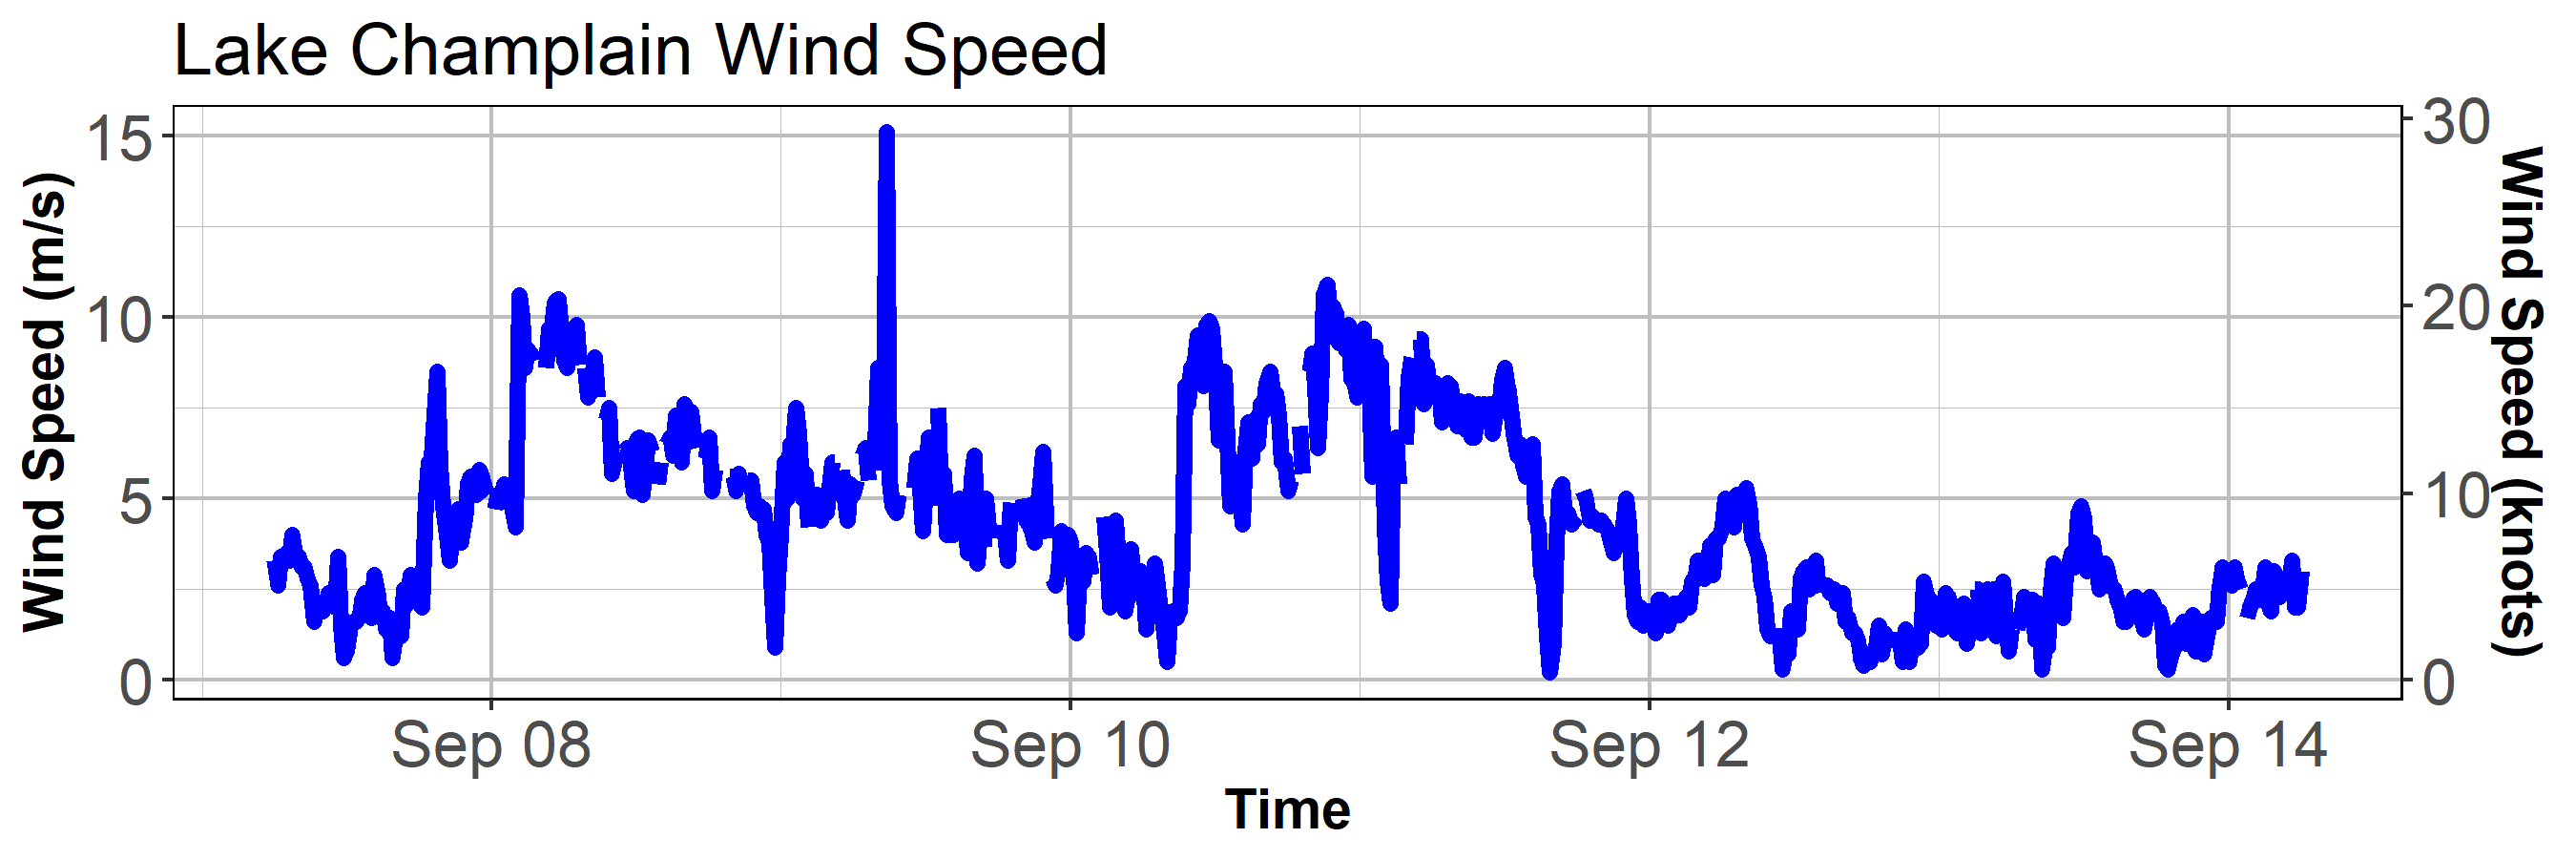 Lake Champlain Wind Speed
Wind Speed (m/s)
15
10
5
0
30
20
10
0
Wind Speed (knots)
Sep 08
Sep 10
Sep 12
Sep 14
Time